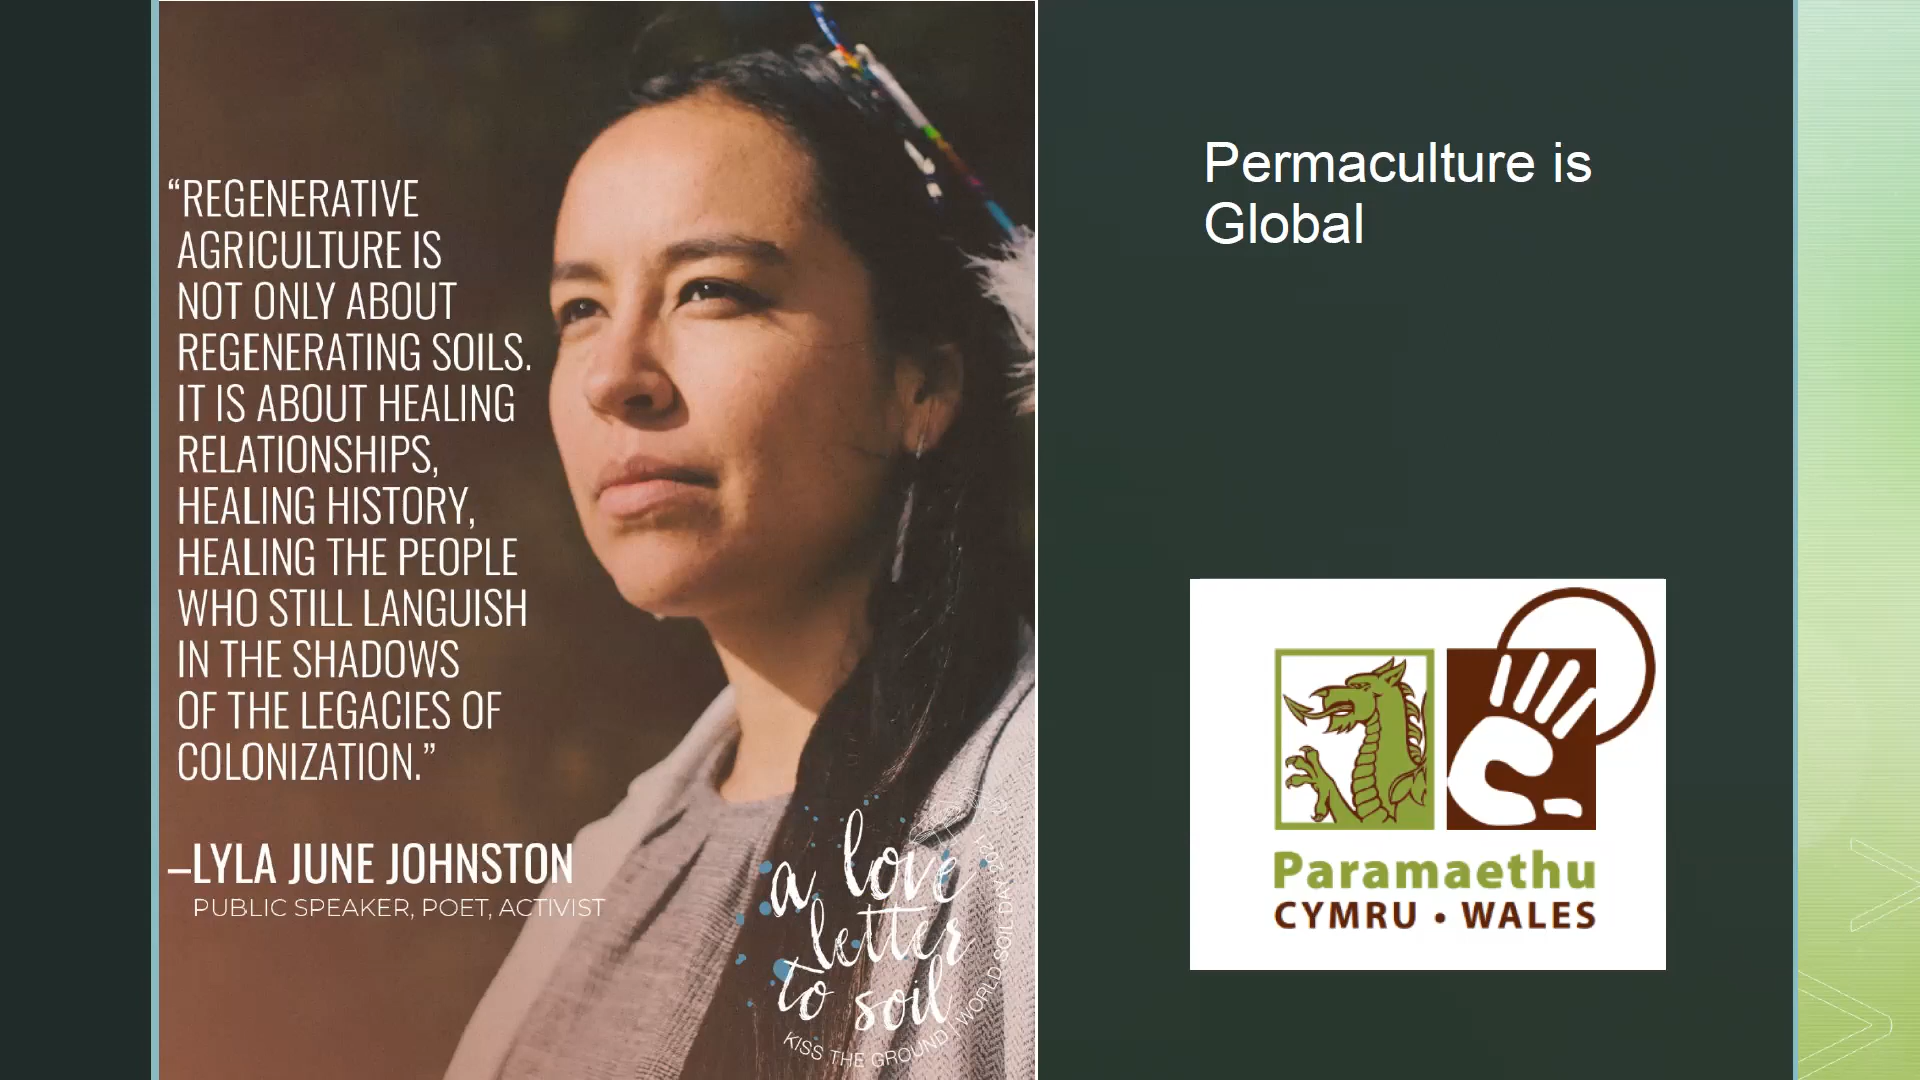 “REGENERATIVE
AGRICULTURE IS
NOT ONLY ABOUT
REGENERATING SOILS.
IT IS ABOUT HEALING
RELATIONSHIPS,
HEALING HISTORY,
HEALING THE PEOPLE
WHO STILL LANGUISH
IN THE SHADOWS
OF THE LEGACIES OF
COLONIZATION.”
–LYLA JUNE JOHNSTON
PUBLIC SPEAKER, POET, ACTIVIST
a love
letter
to soil
KISS THE GROUND | WORLD SOIL DAY 2021
Permaculture is
Global
Paramaethu
CYMRU • WALES